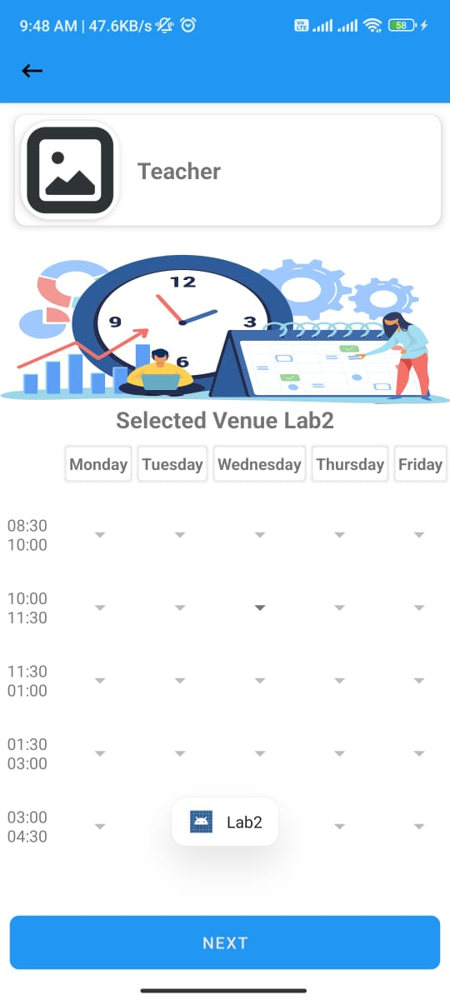 9:48 AM | 47.6KB/s
Vo LTE 58
Teacher
12
9 3
6
Selected Venue Lab2
Monday Tuesday Wednesday Thursday Friday
08:30
10:00
10:00
11:30
11:30
01:00
01:30
03:00
03:00
04:30
Lab2
NEXT